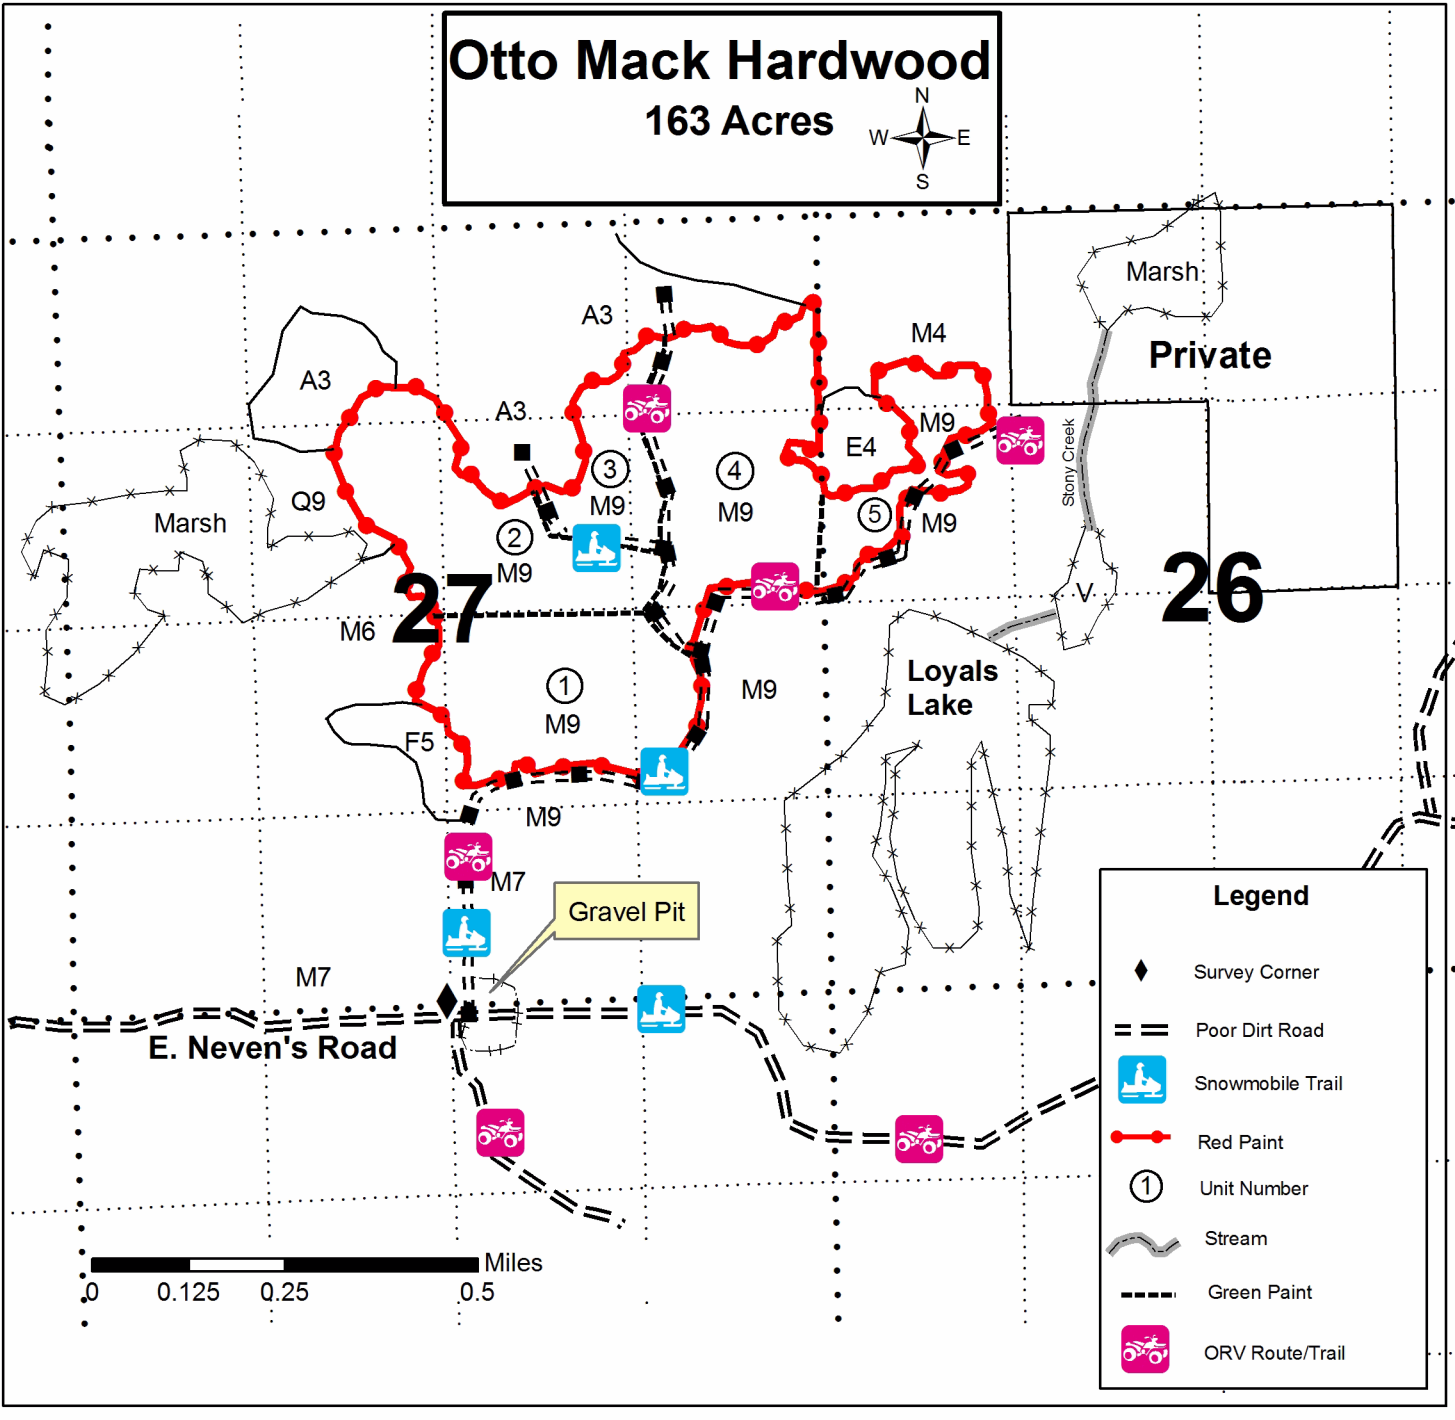 Otto Mack Hardwood
163 Acres
N
W E
S
Marsh
Private
A3
M4
A3
A3
M9
E4
Stony Creek
3
4
M9
M9
Q9
Marsh
5
M9
2
M9
27
26
V
M6
Loyals
Lake
1
M9
M9
F5
M9
M7
Gravel Pit
M7
E. Neven's Road
Miles
0 0.125 0.25 0.5
Legend
Survey Corner
Poor Dirt Road
Snowmobile Trail
Red Paint
1 Unit Number
Stream
Green Paint
ORV Route/Trail